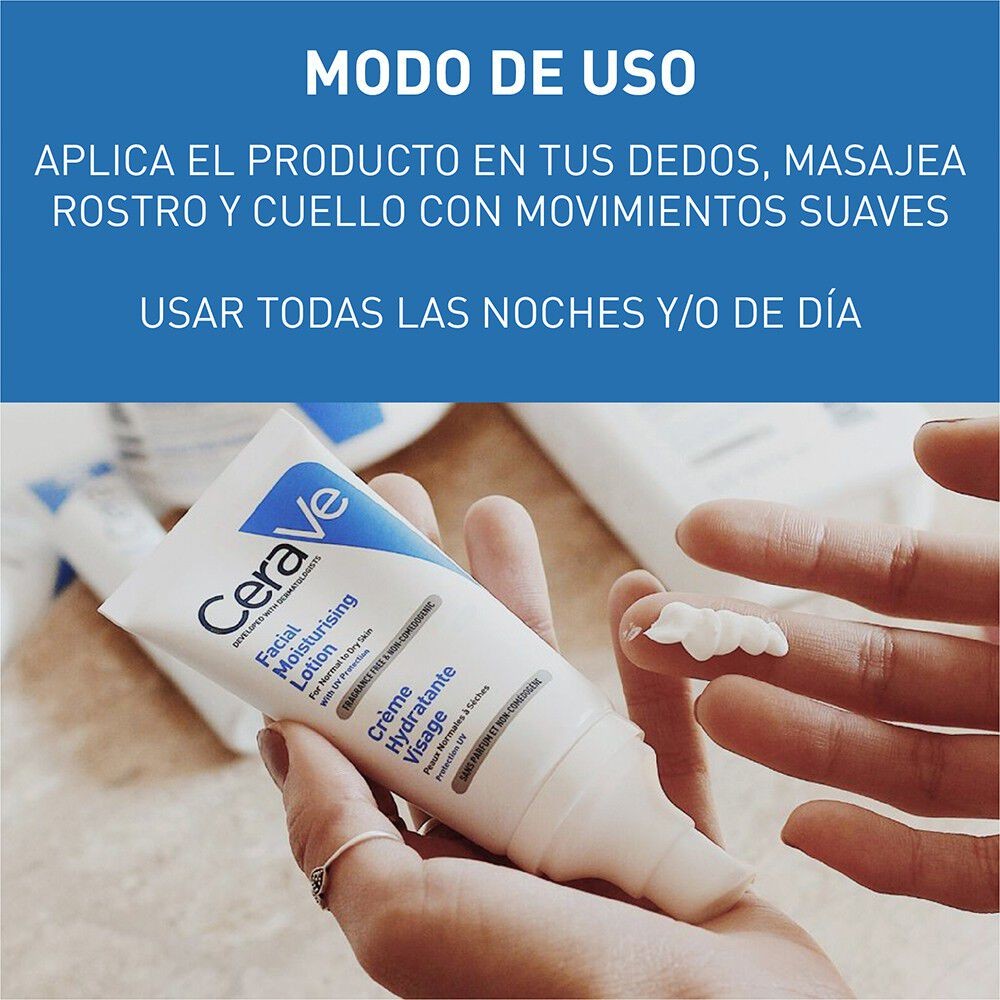 MODO DE USO
APLICA EL PRODUCTO EN TUS DEDOS, MASAJEA
ROSTRO Y CUELLO CON MOVIMIENTOS SUAVES
USAR TODAS LAS NOCHES Y/O DE DÍA
CeraVe
DEVELOPED WITH DERMATOLOGISTS
Facial
Moisturising
Lotion
For Normal to Dry Skin
With UV Protection
FRAGRANCE FREE & NON-COMEDOGENIC
Crème
Hydratante
Visage
Peaux Normales à Sèches
Protection UV
SANS PARFUM ET NON-COMÉDOGÈNE